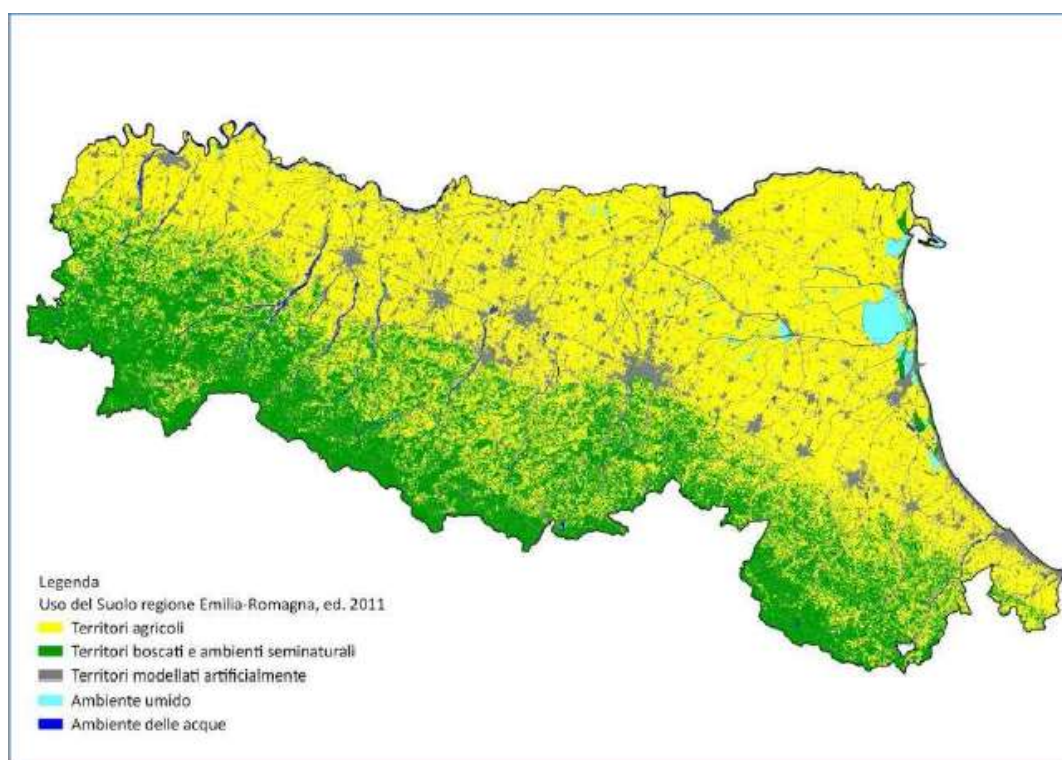 Legenda
Uso del Suolo regione Emilia-Romagna, ed. 2011
Territori agricoli
Territori boscati e ambienti seminaturali
Territori modellati artificialmente
Ambiente umido
Ambiente delle acque